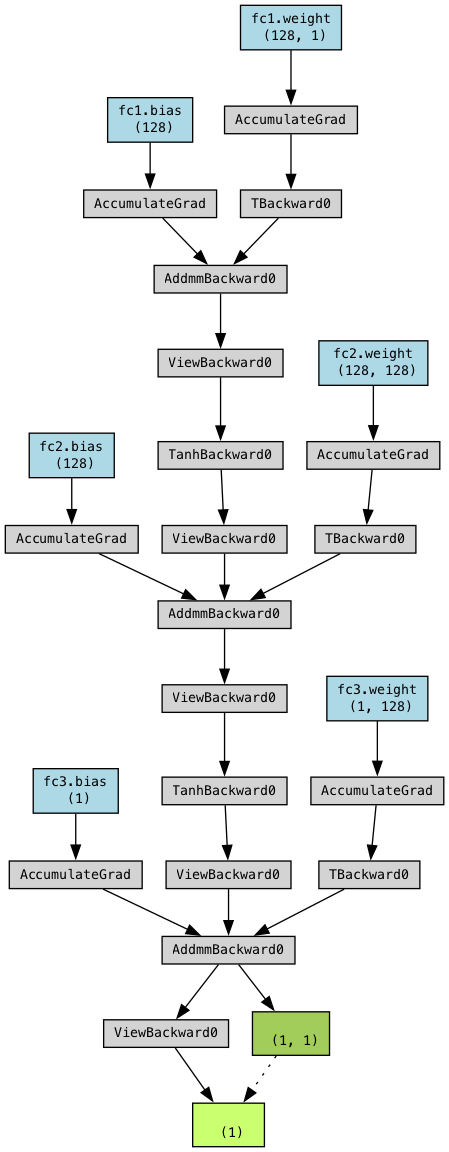 fc1.weight
(128, 1)
fc1.bias
(128)
AccumulateGrad
AccumulateGrad
TBackward0
AddmmBackward0
ViewBackward0
fc2.weight
(128, 128)
fc2.bias
(128)
TanhBackward0
AccumulateGrad
AccumulateGrad
ViewBackward0
TBackward0
AddmmBackward0
ViewBackward0
fc3.weight
(1, 128)
fc3.bias
(1)
TanhBackward0
AccumulateGrad
AccumulateGrad
ViewBackward0
TBackward0
AddmmBackward0
ViewBackward0
(1, 1)
(1)